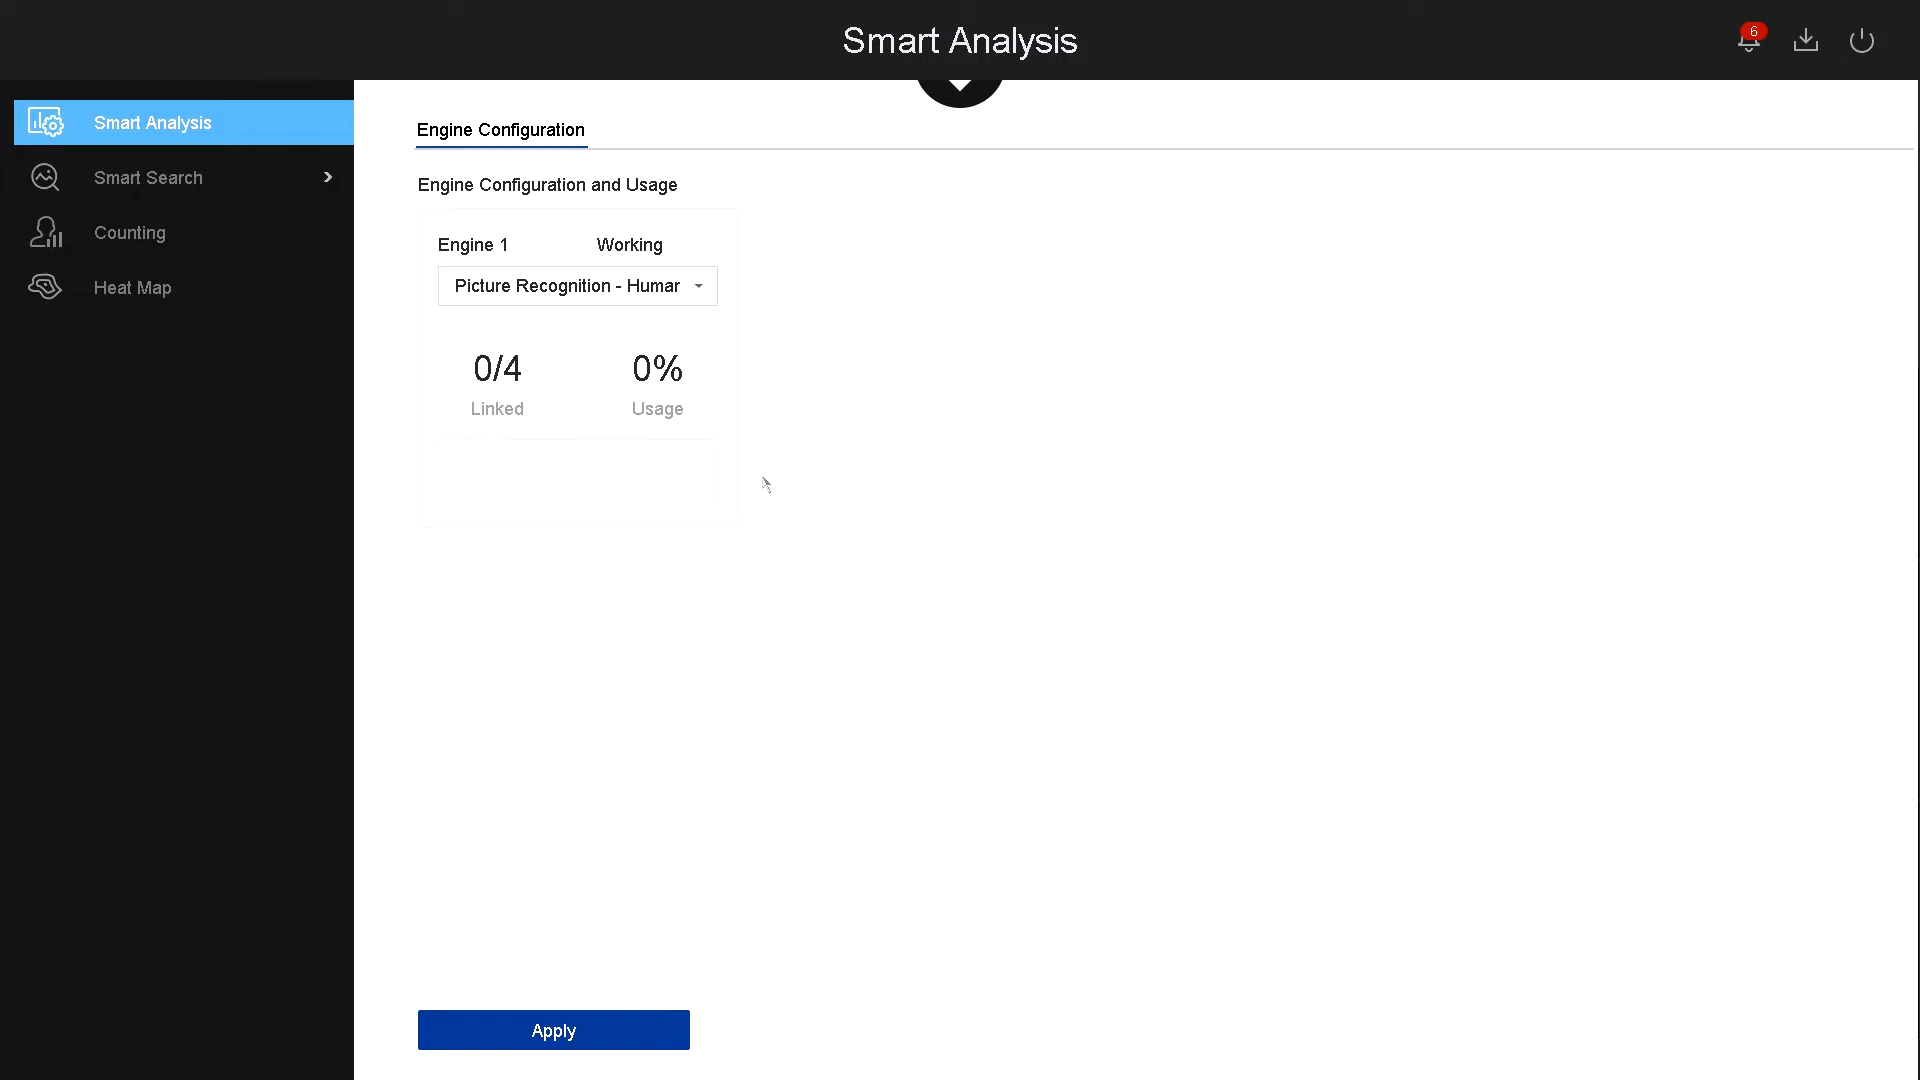 Smart Analysis
6
Smart Analysis
Smart Search
Counting
Heat Map
Engine Configuration
Engine Configuration and Usage
Engine 1 Working
Picture Recognition - Humar
0/4 0%
Linked Usage
Apply